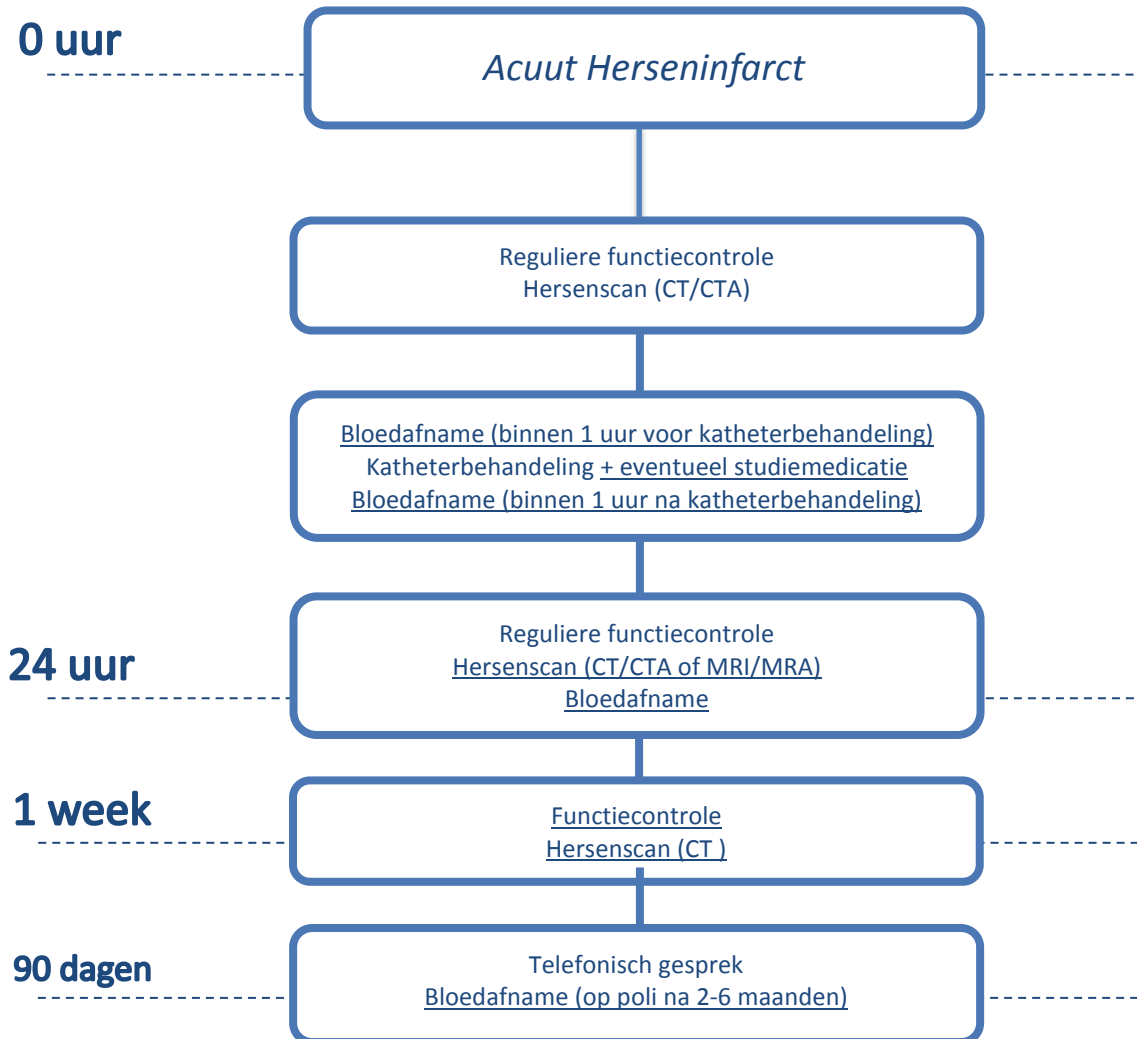 0 uur
Acuut Herseninfarct
Reguliere functiecontrole
Hersenscan (CT/CTA)
Bloedafname (binnen 1 uur voor katheterbehandeling)
Katheterbehandeling + eventueel studiemedicatie
Bloedafname (binnen 1 uur na katheterbehandeling)
24 uur
Reguliere functiecontrole
Hersenscan (CT/CTA of MRI/MRA)
Bloedafname
1 week
Functiecontrole
Hersenscan (CT )
90 dagen
Telefonisch gesprek
Bloedafname (op poli na 2-6 maanden)